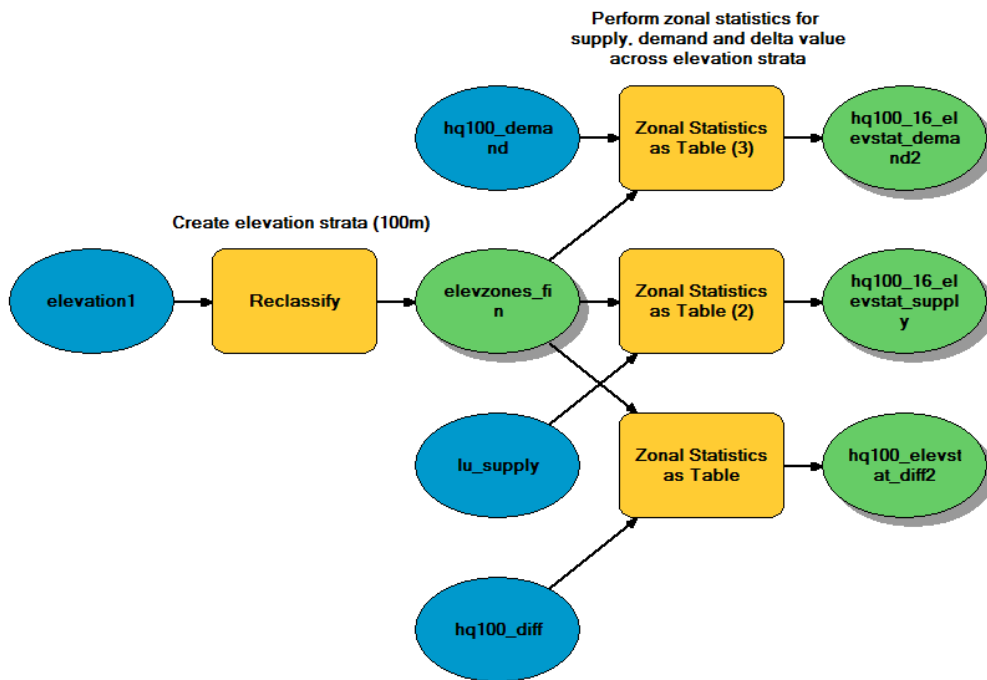 Perform zonal statistics for
supply, demand and delta value
across elevation strata
hq100_dema
nd
Zonal Statistics
as Table (3)
hq100_16_el
evstat_dema
nd2
Create elevation strata (100m)
elevation1
Reclassify
elevzones_fi
n
Zonal Statistics
as Table (2)
hq100_16_el
evstat_suppl
y
lu_supply
Zonal Statistics
as Table
hq100_elevst
at_diff2
hq100_diff